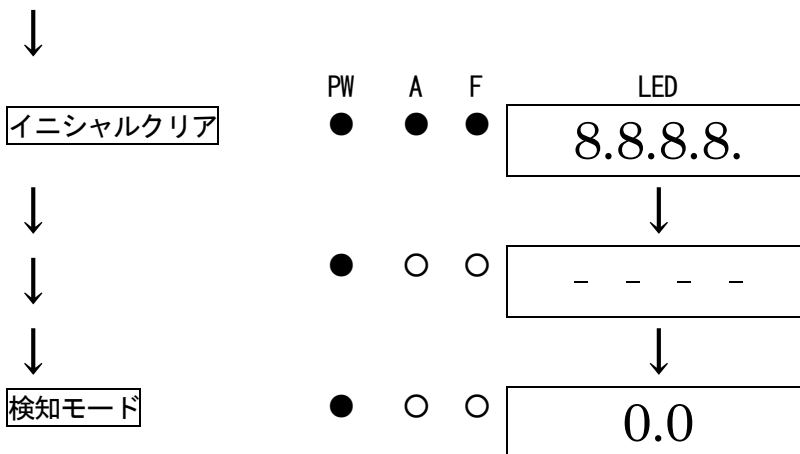 ↓
PW A F LED
イニシャルクリア ● ● ● 8.8.8.8.
↓ ↓
↓ ● ○ ○ - - - -
↓ ↓
検知モード ● ○ ○ 0.0